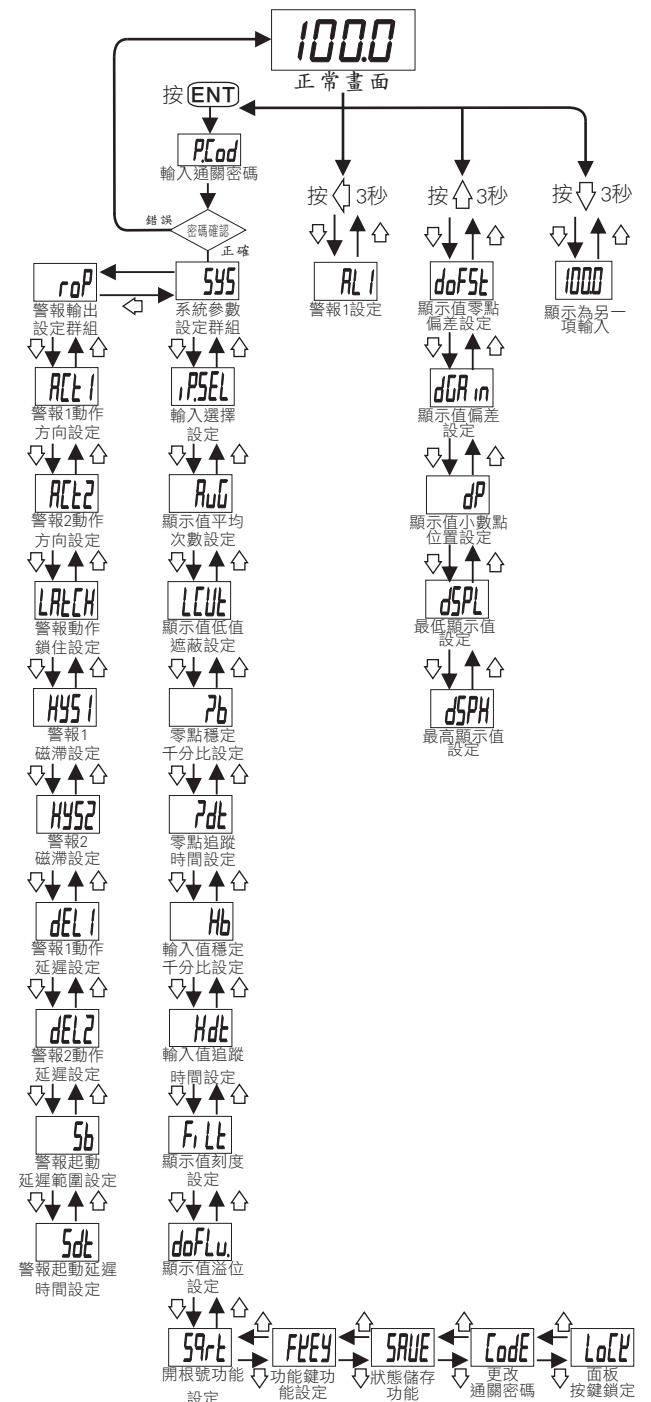 100.0
正常畫面
按 ENT
P.Cod
輸入通關密碼
錯誤
密碼確認
正確
按 3秒
AL1
警報1設定
按 3秒
doFSt
顯示值零點
偏差設定
dGAin
顯示值偏差
設定
dP
顯示值小數點
位置設定
dSPL
最低顯示值
設定
dSPH
最高顯示值
設定
按 3秒
100.0
顯示為另一
項輸入
roP
警報輸出
設定群組
ACt1
警報1動作
方向設定
ACt2
警報2動作
方向設定
LAtCH
警報動作
鎖住設定
HYS1
警報1
磁滯設定
HYS2
警報2
磁滯設定
dEL1
警報1動作
延遲設定
dEL2
警報2動作
延遲設定
Sb
警報起動
延遲範圍設定
Sdt
警報起動延遲
時間設定
SYS
系統參數
設定群組
iP.SEL
輸入選擇
設定
AvG
顯示值平均
次數設定
LCUt
顯示值低值
遮蔽設定
Zb
零點穩定
千分比設定
Zdt
零點追蹤
時間設定
Hb
輸入值穩定
千分比設定
Hdt
輸入值追蹤
時間設定
FiLt
顯示值刻度
設定
doFLv.
顯示值溢位
設定
Sqrt
開根號功能
設定
FKEY
功能鍵功
能設定
SAVE
狀態儲存
功能
CodE
更改
通關密碼
LoCK
面板
按鍵鎖定